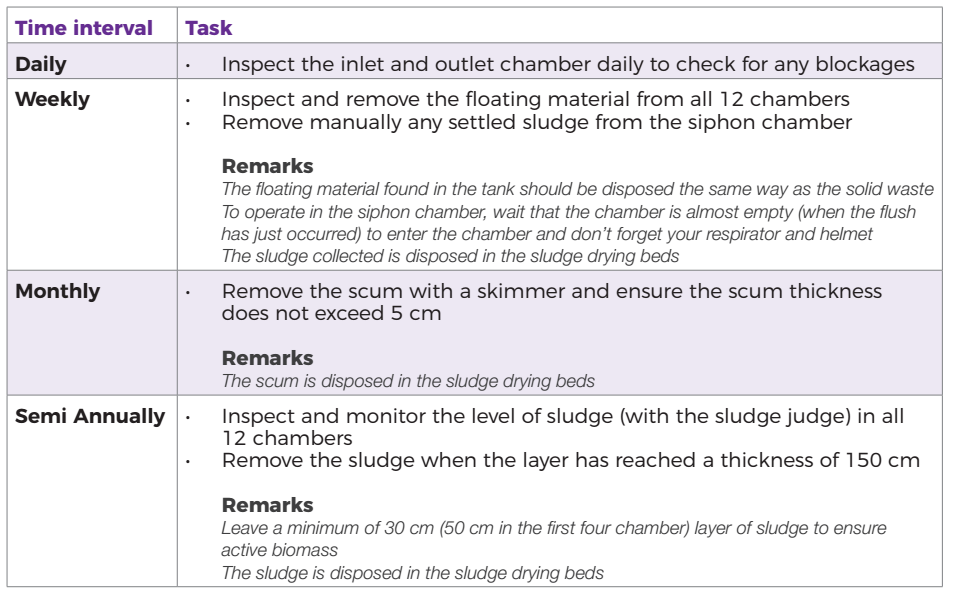 Time interval Task
Daily • Inspect the inlet and outlet chamber daily to check for any blockages
Weekly • Inspect and remove the floating material from all 12 chambers
• Remove manually any settled sludge from the siphon chamber
Remarks
The floating material found in the tank should be disposed the same way as the solid waste
To operate in the siphon chamber, wait that the chamber is almost empty (when the flush
has just occurred) to enter the chamber and don't forget your respirator and helmet
The sludge collected is disposed in the sludge drying beds
Monthly • Remove the scum with a skimmer and ensure the scum thickness
does not exceed 5 cm
Remarks
The scum is disposed in the sludge drying beds
Semi Annually • Inspect and monitor the level of sludge (with the sludge judge) in all
12 chambers
• Remove the sludge when the layer has reached a thickness of 150 cm
Remarks
Leave a minimum of 30 cm (50 cm in the first four chamber) layer of sludge to ensure
active biomass
The sludge is disposed in the sludge drying beds